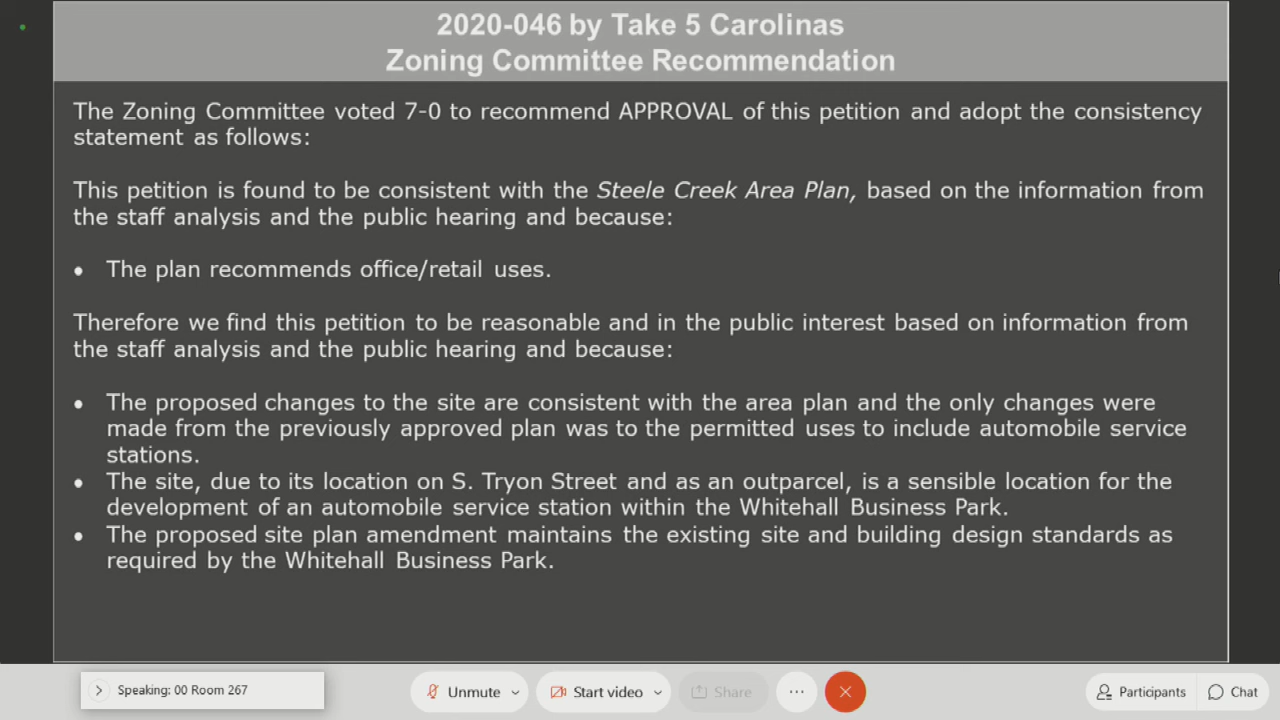 2020-046 by Take 5 Carolinas
Zoning Committee Recommendation
The Zoning Committee voted 7-0 to recommend APPROVAL of this petition and adopt the consistency
statement as follows:
This petition is found to be consistent with the Steele Creek Area Plan, based on the information from
the staff analysis and the public hearing and because:
• The plan recommends office/retail uses.
Therefore we find this petition to be reasonable and in the public interest based on information from
the staff analysis and the public hearing and because:
• The proposed changes to the site are consistent with the area plan and the only changes were
made from the previously approved plan was to the permitted uses to include automobile service
stations.
• The site, due to its location on S. Tryon Street and as an outparcel, is a sensible location for the
development of an automobile service station within the Whitehall Business Park.
• The proposed site plan amendment maintains the existing site and building design standards as
required by the Whitehall Business Park.
Speaking: 00 Room 267
Unmute
Start video
Share
Participants
Chat